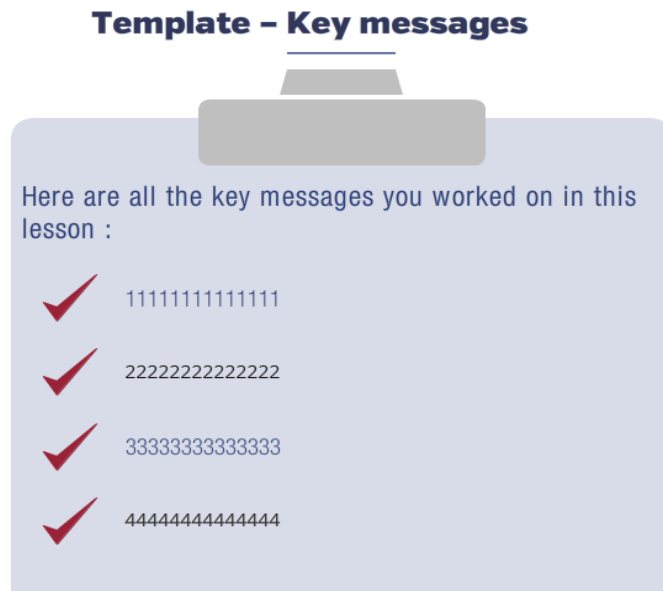 Template – Key messages
Here are all the key messages you worked on in this
lesson :
11111111111111
22222222222222
33333333333333
44444444444444